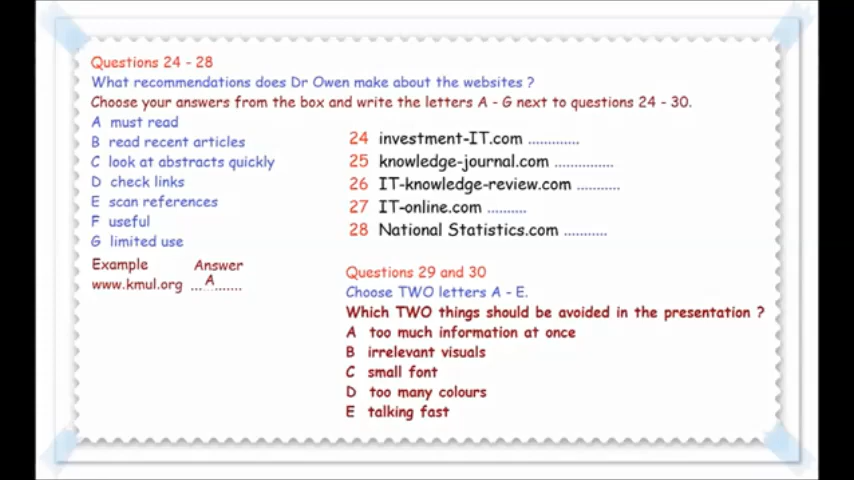 Questions 24 - 28
What recommendations does Dr Owen make about the websites ?
Choose your answers from the box and write the letters A - G next to questions 24 - 30.
A must read
B read recent articles
C look at abstracts quickly
D check links
E scan references
F useful
G limited use
Example Answer
www.kmul.org ...A.......
24 investment-IT.com .............
25 knowledge-journal.com ...............
26 IT-knowledge-review.com ...........
27 IT-online.com ..........
28 National Statistics.com ...........
Questions 29 and 30
Choose TWO letters A - E.
Which TWO things should be avoided in the presentation ?
A too much information at once
B irrelevant visuals
C small font
D too many colours
E talking fast